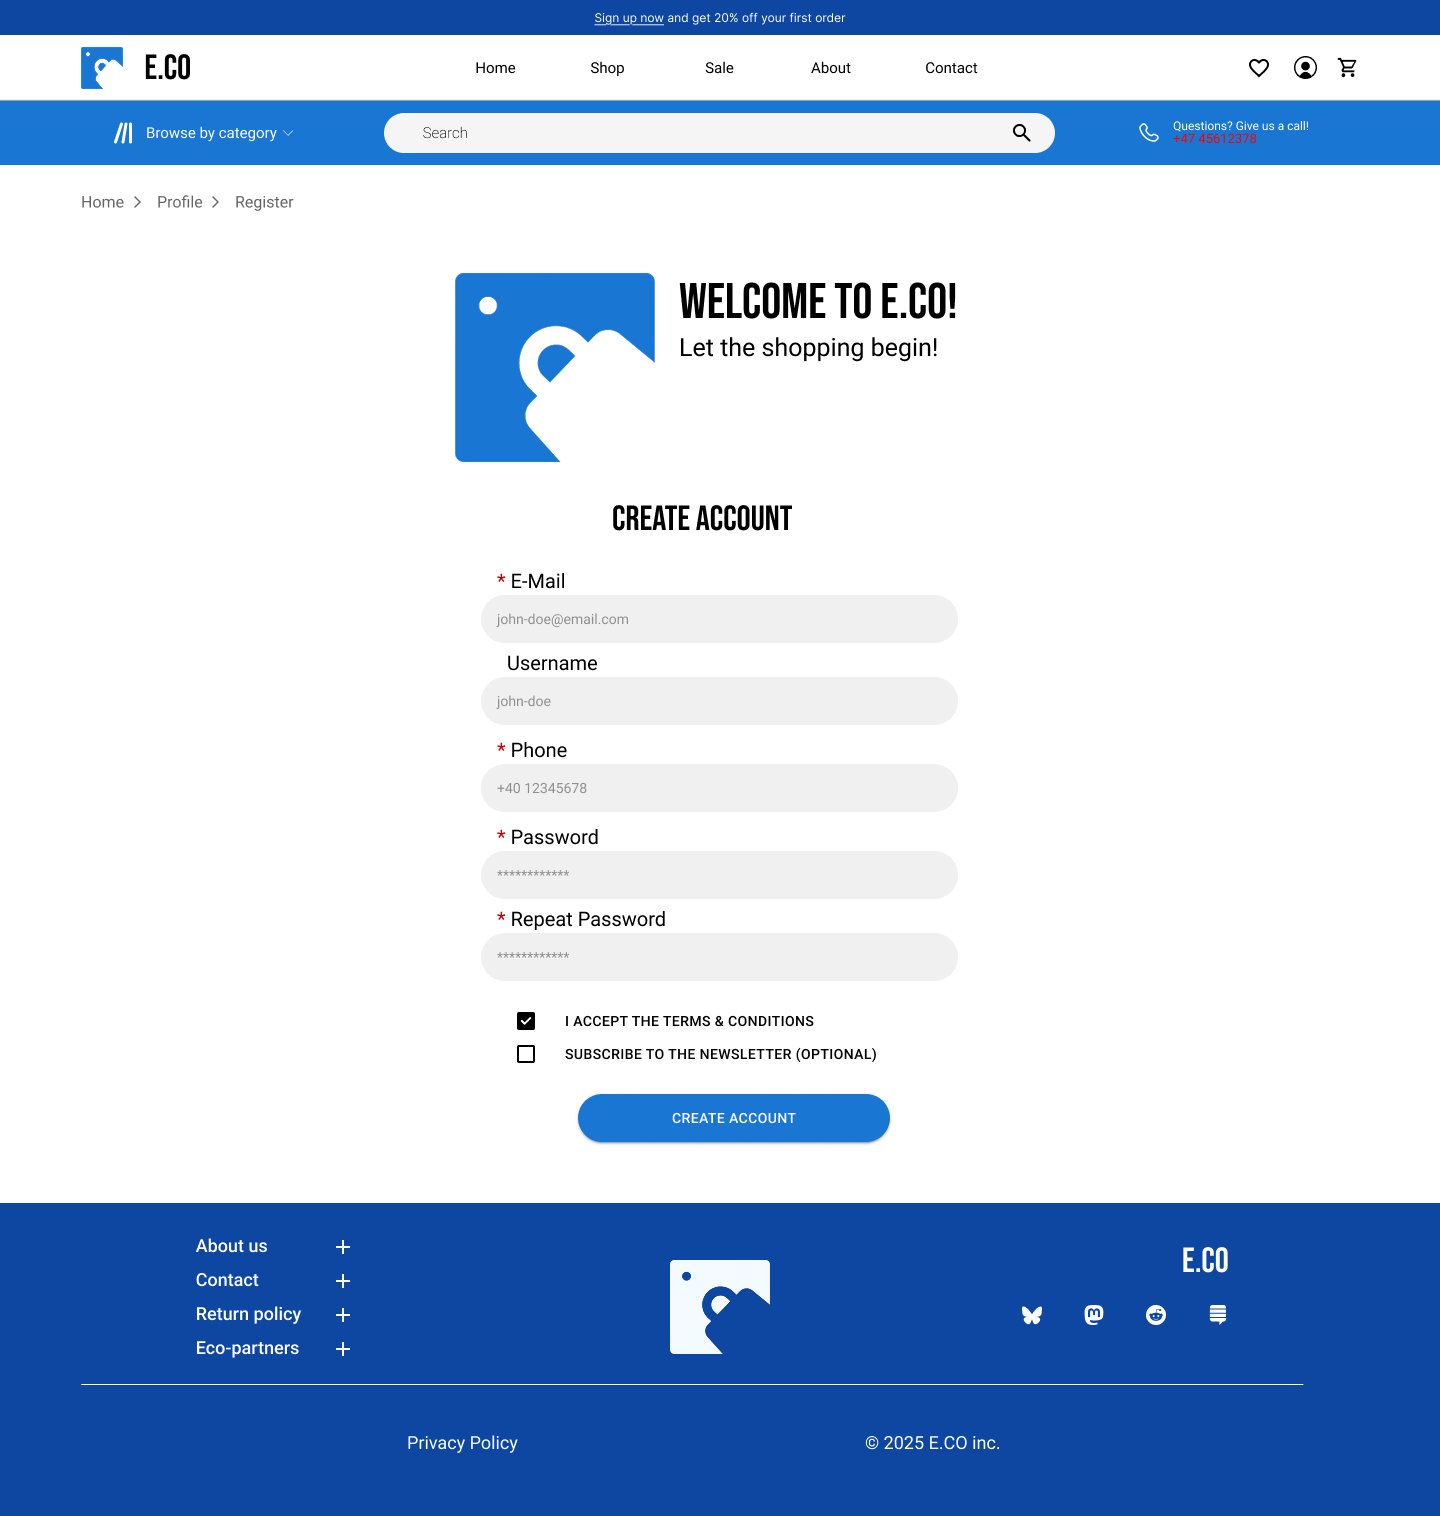 Sign up now and get 20% off your first order
E.CO
Home
Shop
Sale
About
Contact
Browse by category
Search
Questions? Give us a call!
+47 45612378
Home
Profile
Register
WELCOME TO E.CO!
Let the shopping begin!
CREATE ACCOUNT
* E-Mail
john-doe@email.com
Username
john-doe
* Phone
+40 12345678
* Password
************
* Repeat Password
************
I ACCEPT THE TERMS & CONDITIONS
SUBSCRIBE TO THE NEWSLETTER (OPTIONAL)
CREATE ACCOUNT
About us
Contact
Return policy
Eco-partners
E.CO
Privacy Policy
© 2025 E.CO inc.